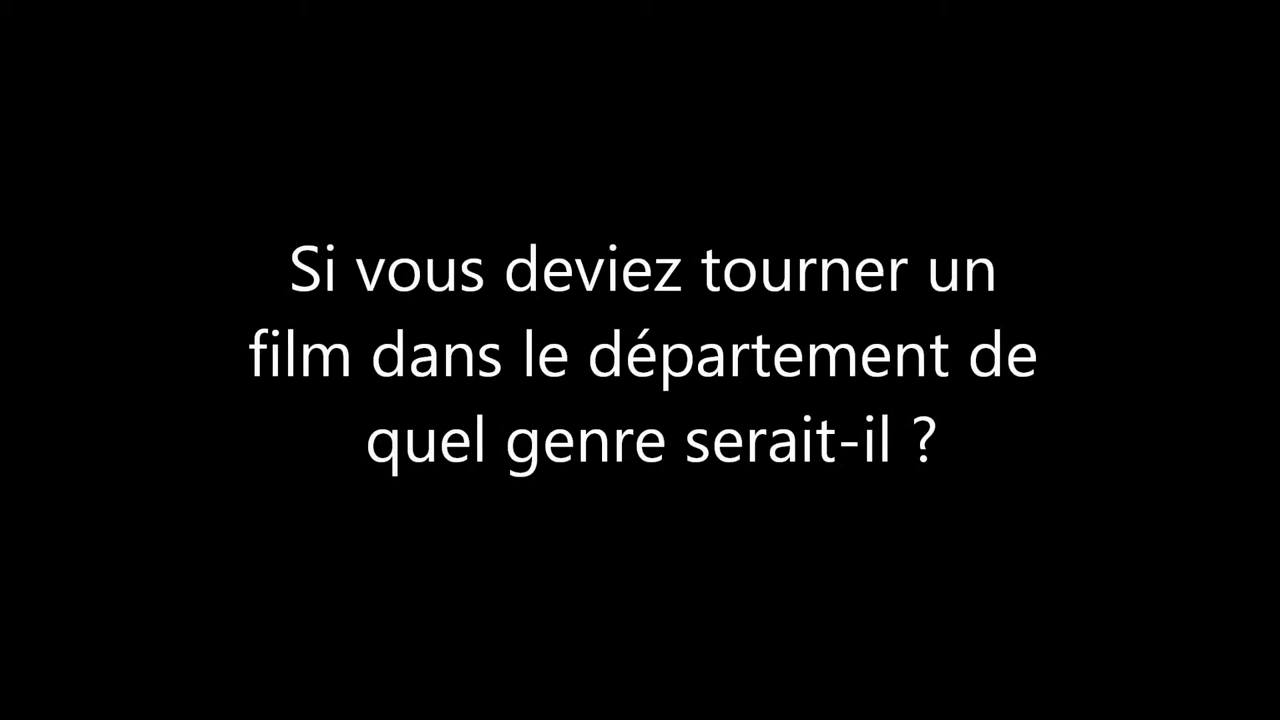 Si vous deviez tourner un
film dans le département de
quel genre serait-il ?